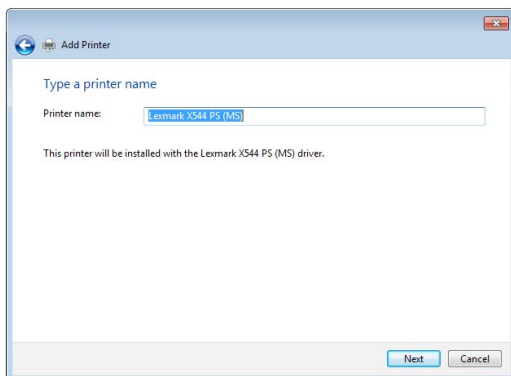 Add Printer
Type a printer name
Printer name: Lexmark X544 PS (MS)
This printer will be installed with the Lexmark X544 PS (MS) driver.
Next Cancel